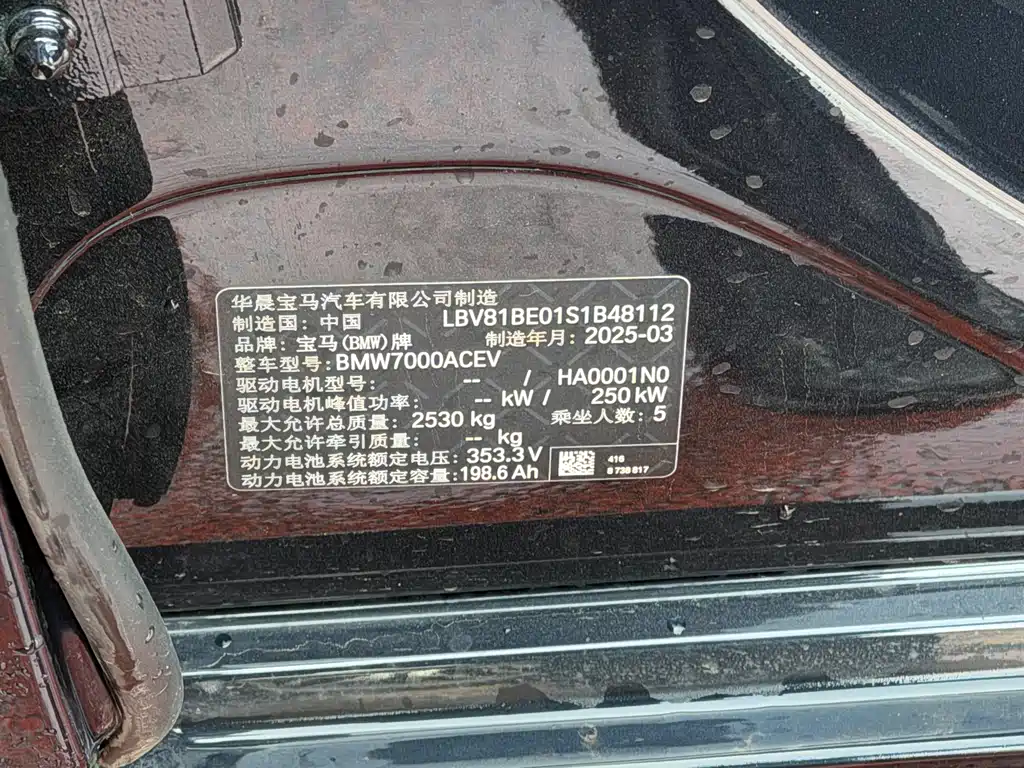 华晨宝马汽车有限公司制造
制造国：中国 LBV81BE01S1B48112
品牌：宝马(BMW)牌 制造年月：2025-03
整车型号：BMW7000ACEV
驱动电机型号： -- / HA0001N0
驱动电机峰值功率： -- kW / 250 kW
最大允许总质量： 2530 kg 乘坐人数：5
最大允许牵引质量： -- kg
动力电池系统额定电压：353.3 V
动力电池系统额定容量：198.6 Ah
416
8 736 817